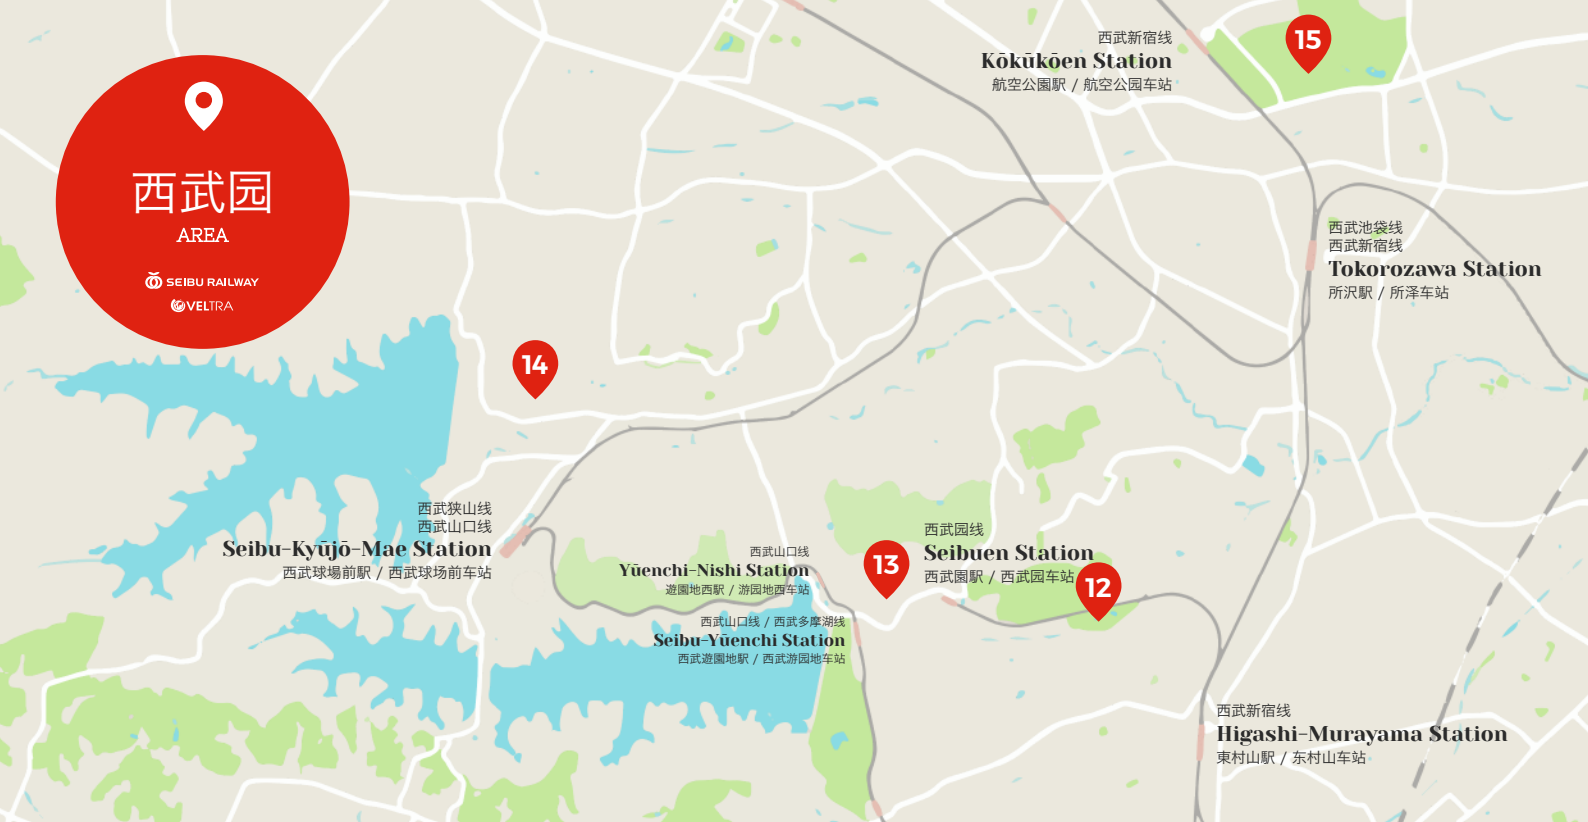 西武园
AREA
SEIBU RAILWAY
VELTRA
西武新宿线
Kōkūkōen Station
航空公園駅 / 航空公园车站
15
西武池袋线
西武新宿线
Tokorozawa Station
所沢駅 / 所泽车站
14
西武狭山线
西武山口线
Seibu-Kyūjō-Mae Station
西武球場前駅 / 西武球场前车站
西武山口线
Yūenchi-Nishi Station
遊園地西駅 / 游园地西车站
西武山口线 / 西武多摩湖线
Seibu-Yūenchi Station
西武遊園地駅 / 西武游园地车站
13
西武园线
Seibuen Station
西武園駅 / 西武园车站
12
西武新宿线
Higashi-Murayama Station
東村山駅 / 东村山车站